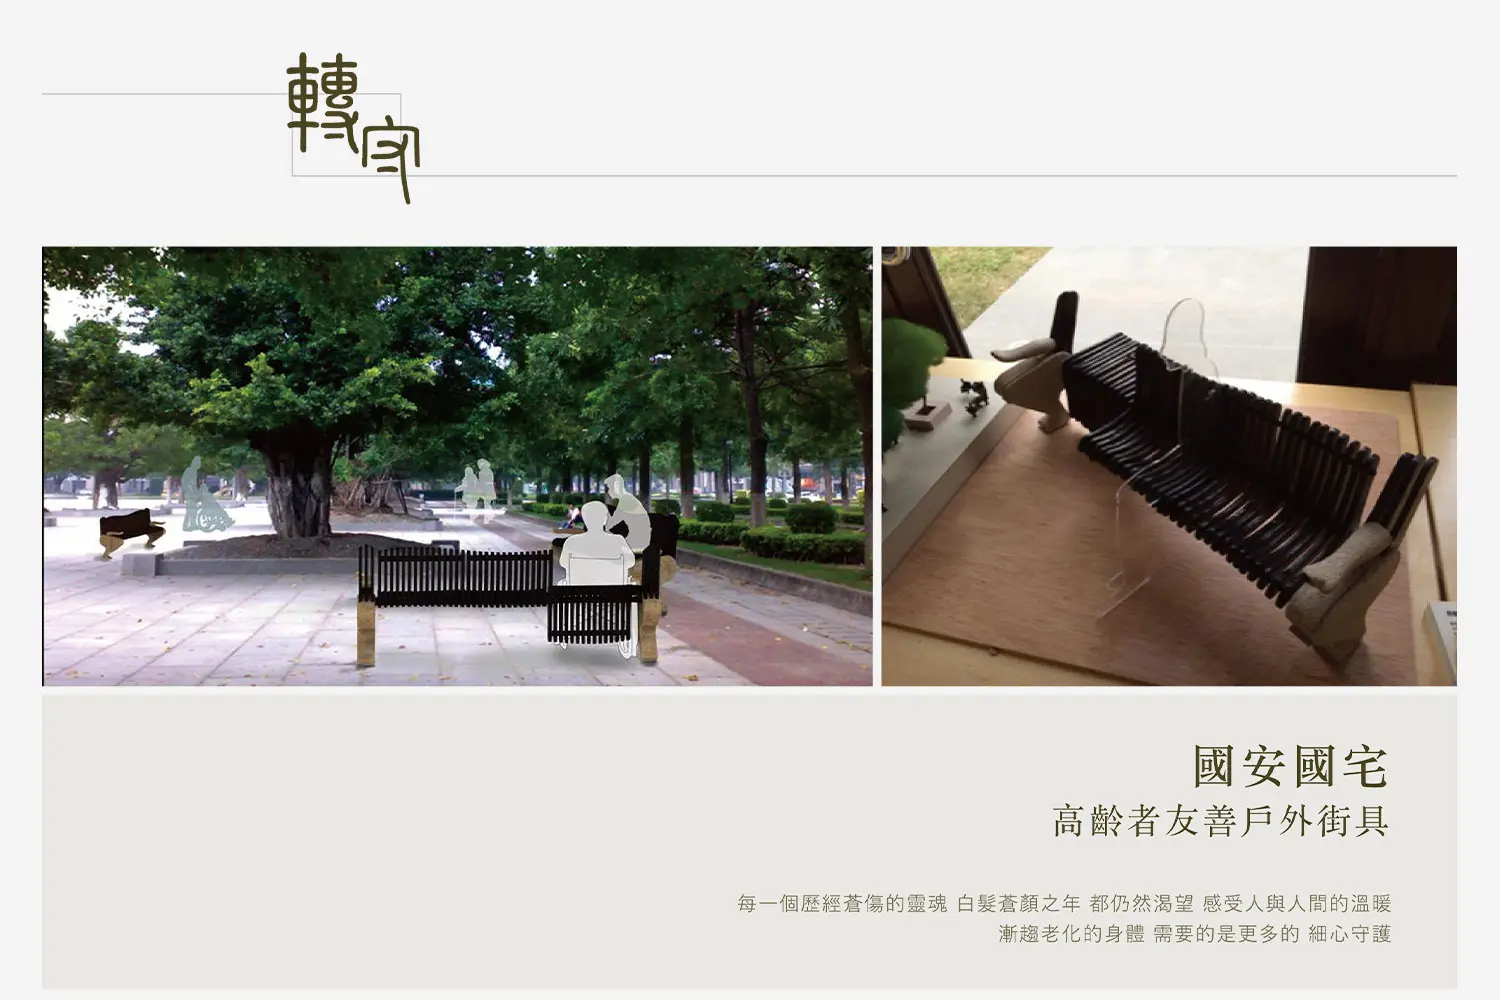 轉守
國安國宅
高齡者友善戶外街具
每一個歷經蒼傷的靈魂 白髮蒼顏之年 都仍然渴望 感受人與人間的溫暖
漸趨老化的身體 需要的是更多的 細心守護